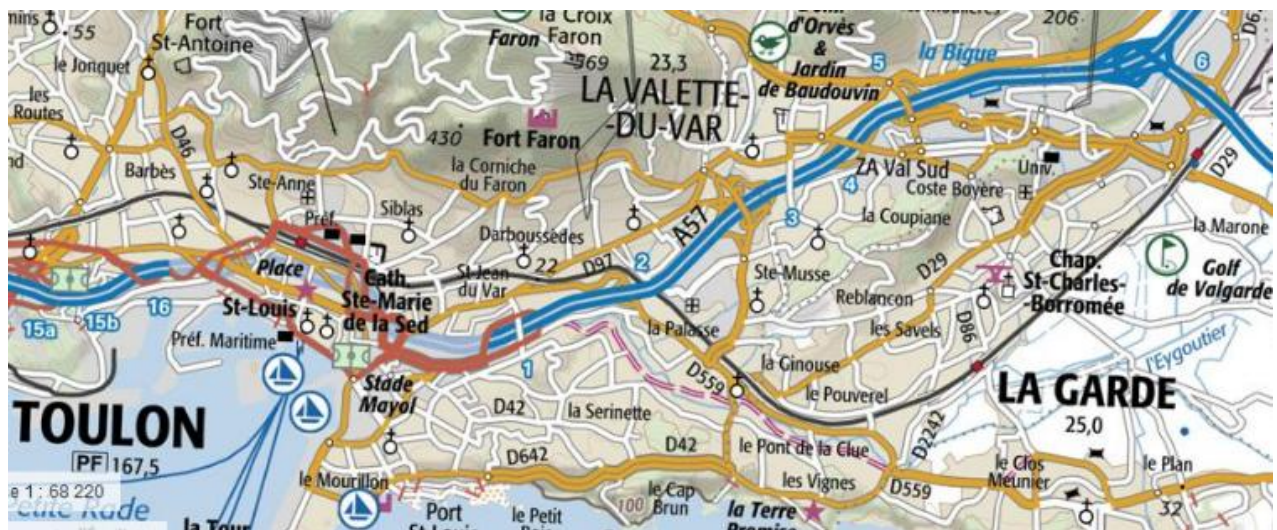 55
Fort
St-Antoine
le Jonquet
les
Routes
D46
Barbès
Ste-Anne
Préf.
Siblas
Faron
la Croix
Faron
569
430
Fort Faron
la Corniche
du Faron
23,3
LA VALETTE-
-DU-VAR
d'Orvès
&
Jardin
de Baudouvin
206
5
la Bigue
6
ZA Val Sud
4
Coste Boyère
Univ.
D29
la Coupiane
la Marone
3
A57
Darboussèdes
22
D97
2
St-Jean
du Var
Ste-Musse
D29
Reblancon
Chap.
St-Charles-
Borromée
Golf
de Valgarde
Place
St-Louis
Cath.
Ste-Marie
de la Sed
16
15a
15b
Préf. Maritime
Stade
Mayol
1
la Palasse
les Savels
D86
l'Eygoutier
la Ginouse
D559
le Pouverel
TOULON
PF 167,5
LA GARDE
25,0
D42
la Serinette
D2242
D642
D42
le Pont de la Clue
le Mourillon
le Clos
Meunier
le Plan
les Vignes
D559
32
le Cap
Brun
100
la Terre
Port
le Petit
e 1 : 68 220
Petite Rade
la Tour